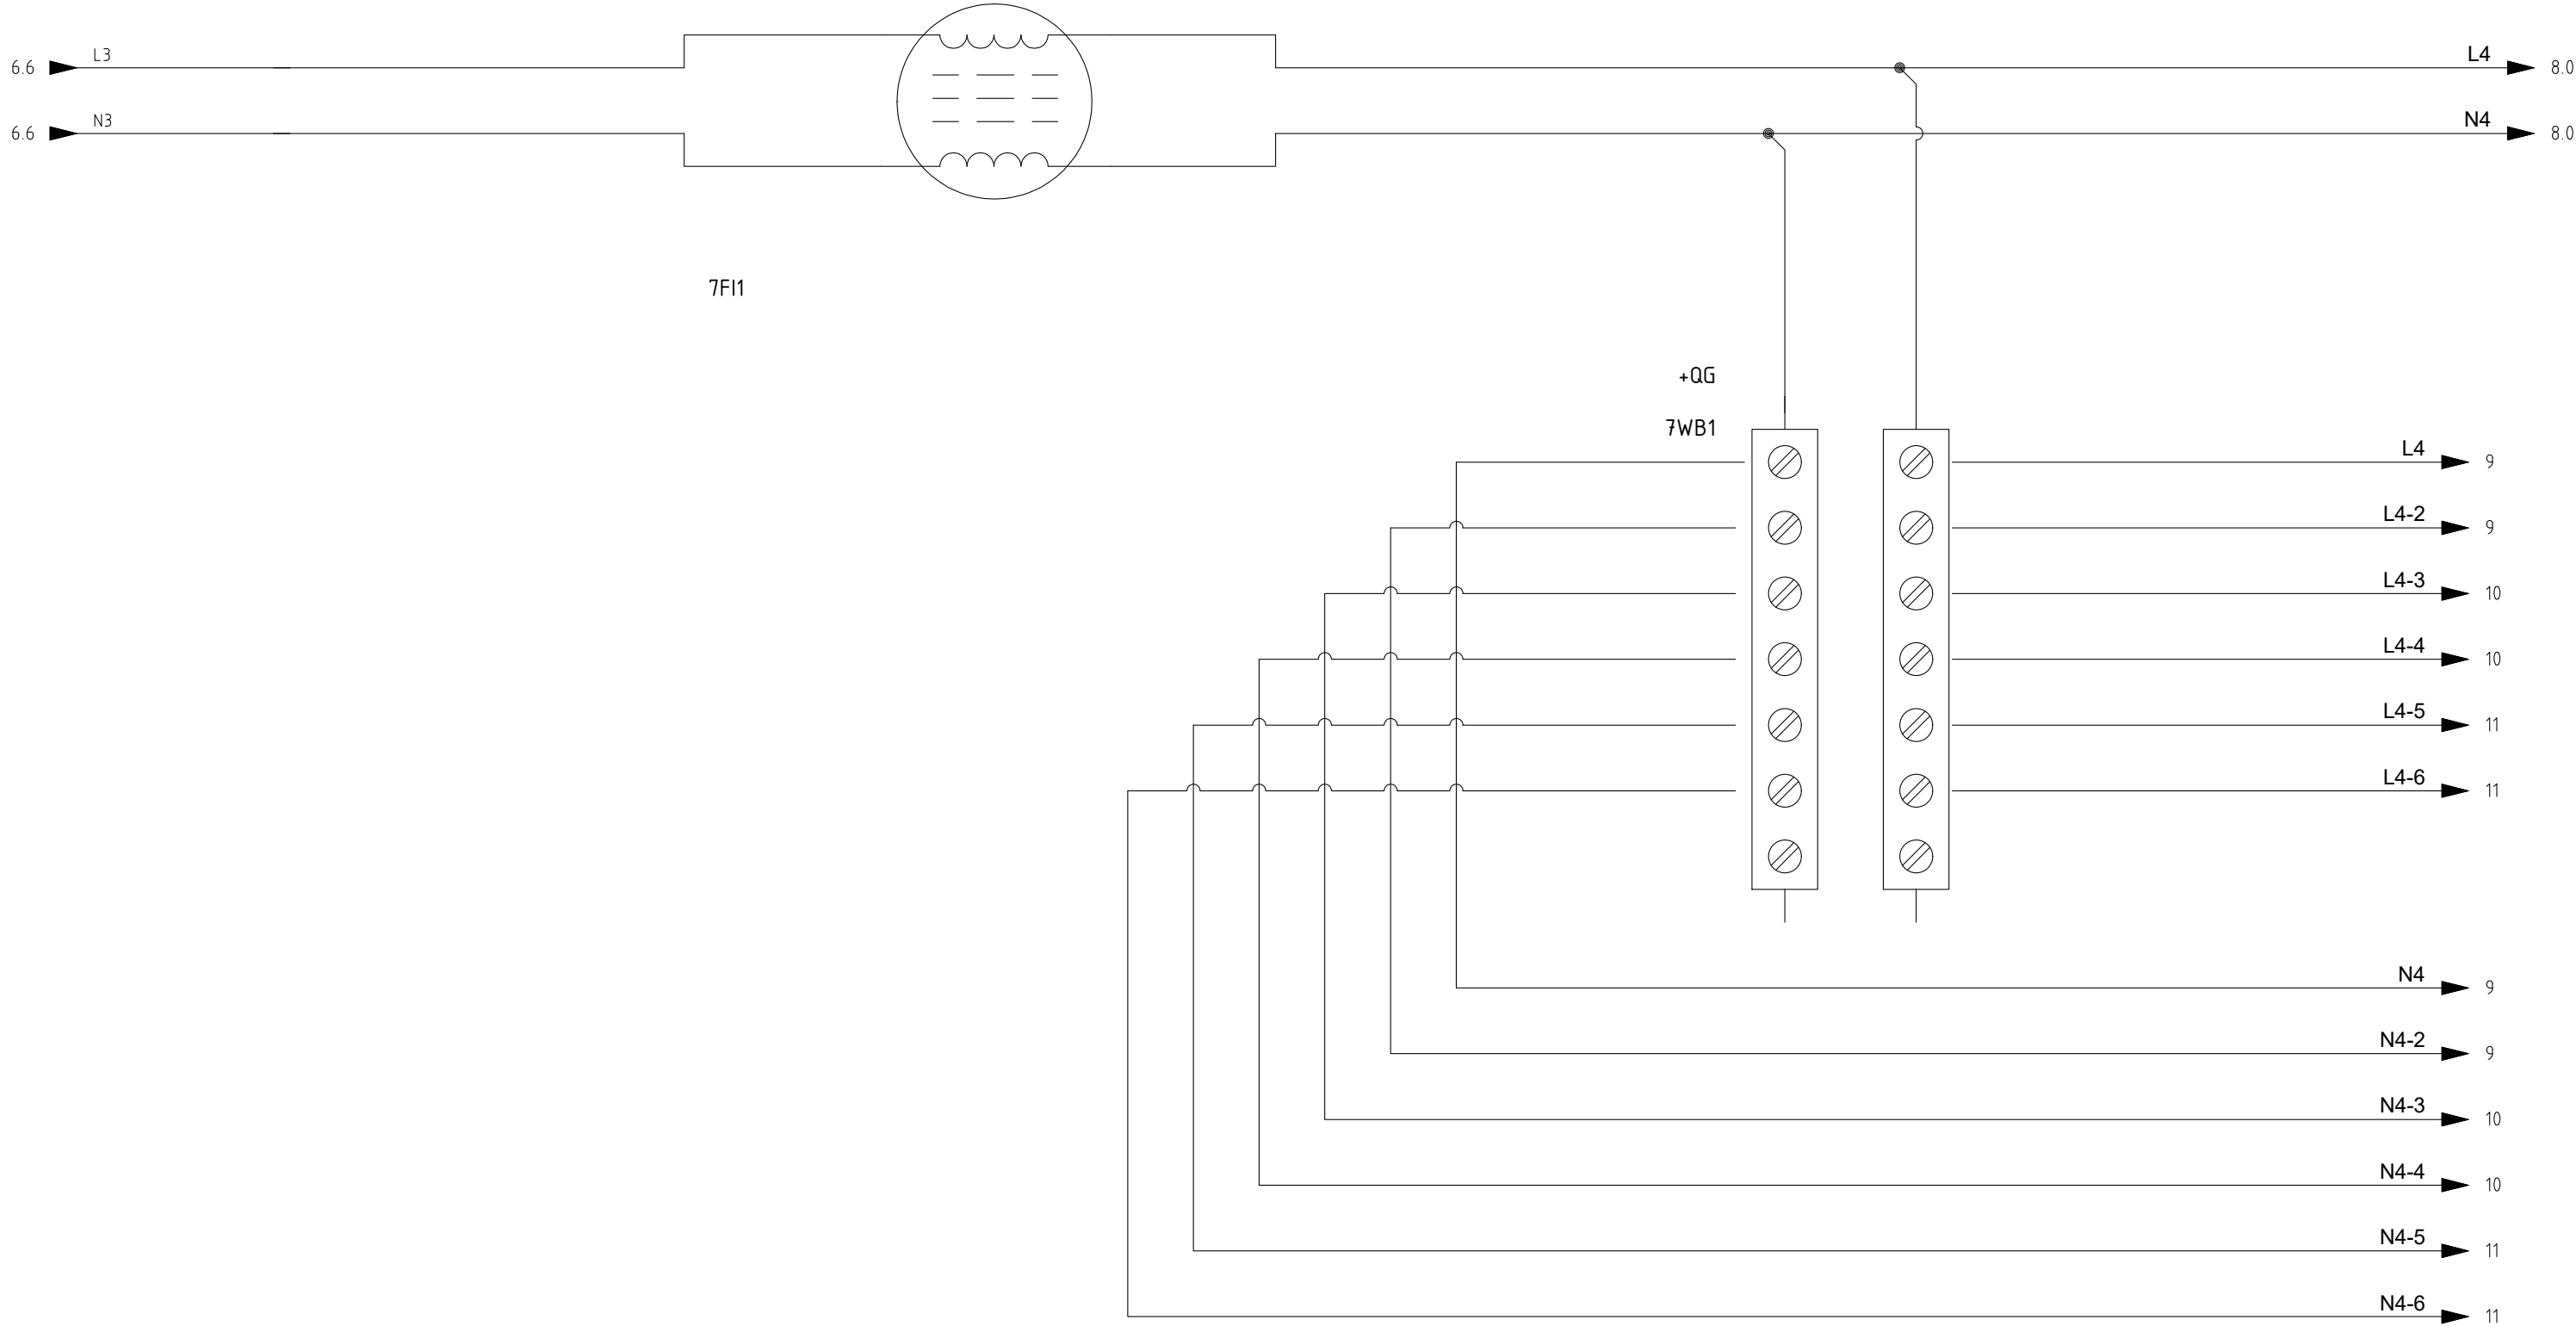 6.6 L3 L4 8.0
6.6 N3 N4 8.0
7FI1
+QG
7WB1
L4 9
L4-2 9
L4-3 10
L4-4 10
L4-5 11
L4-6 11
N4 9
N4-2 9
N4-3 10
N4-4 10
N4-5 11
N4-6 11